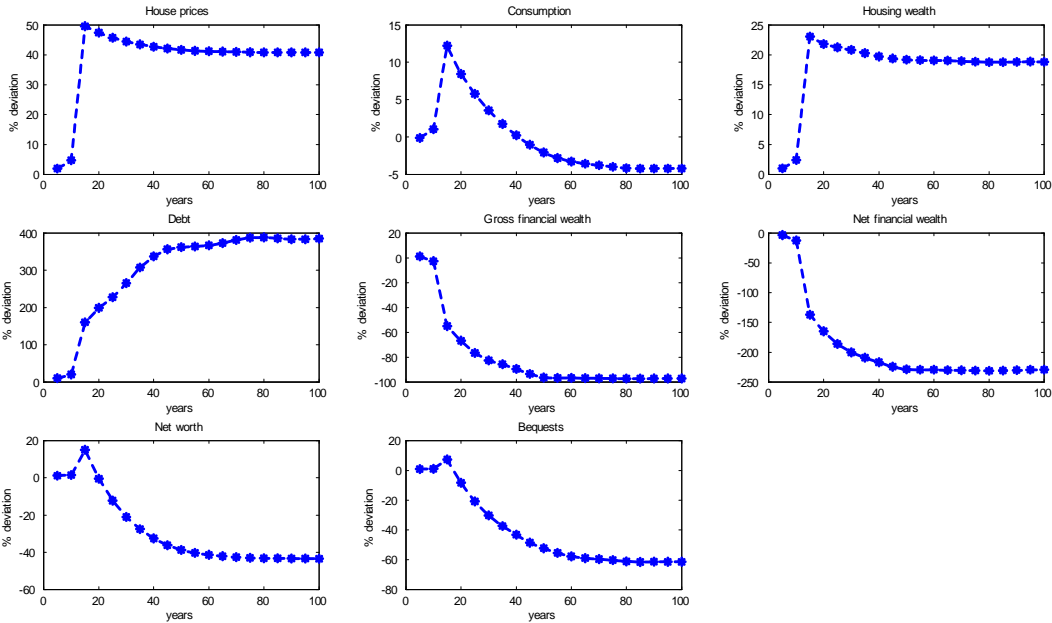 House prices
% deviation
50
40
30
20
10
0
0 20 40 60 80 100
years
Consumption
% deviation
15
10
5
0
-5
0 20 40 60 80 100
years
Housing wealth
% deviation
25
20
15
10
5
0
0 20 40 60 80 100
years
Debt
% deviation
400
300
200
100
0
0 20 40 60 80 100
years
Gross financial wealth
% deviation
20
0
-20
-40
-60
-80
-100
0 20 40 60 80 100
years
Net financial wealth
% deviation
0
-50
-100
-150
-200
-250
0 20 40 60 80 100
years
Net worth
% deviation
20
0
-20
-40
-60
0 20 40 60 80 100
years
Bequests
% deviation
20
0
-20
-40
-60
-80
0 20 40 60 80 100
years